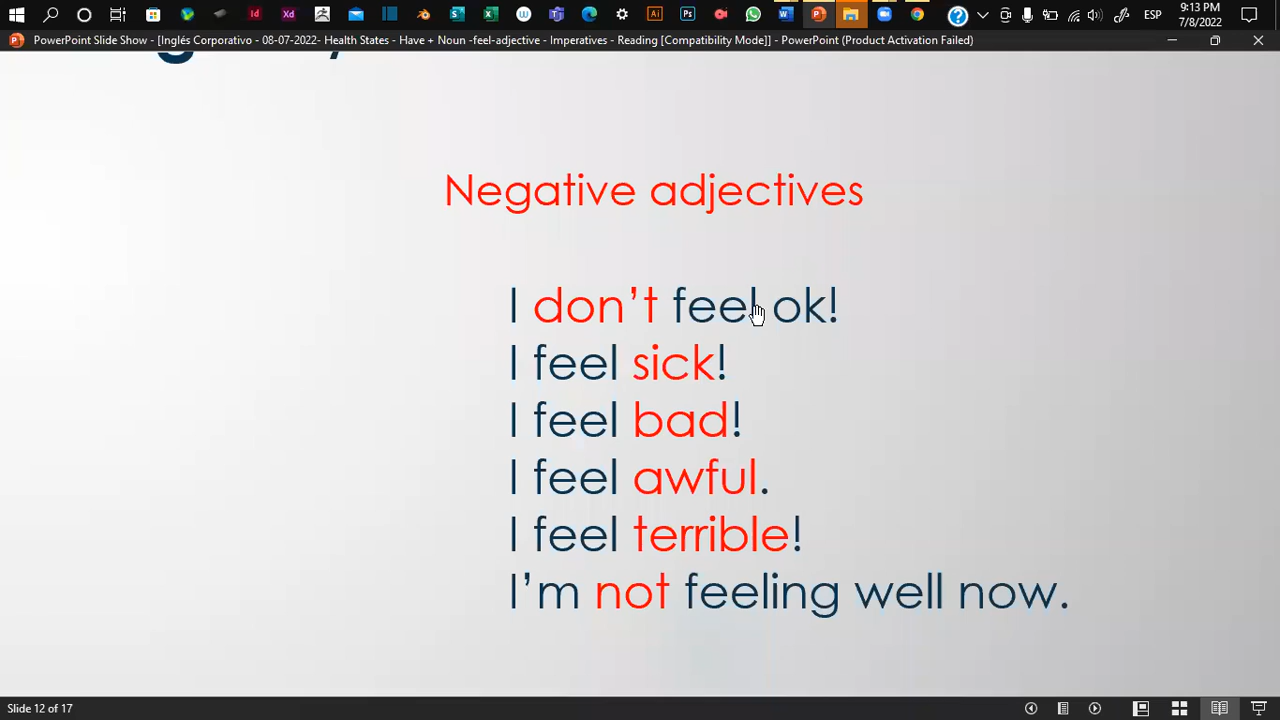 9:13 PM
ESP
7/8/2022
PowerPoint Slide Show - [Inglés Corporativo - 08-07-2022- Health States - Have + Noun -feel-adjective - Imperatives - Reading [Compatibility Mode]] - PowerPoint (Product Activation Failed)
Negative adjectives
I don't feel ok!
I feel sick!
I feel bad!
I feel awful.
I feel terrible!
I'm not feeling well now.
Slide 12 of 17